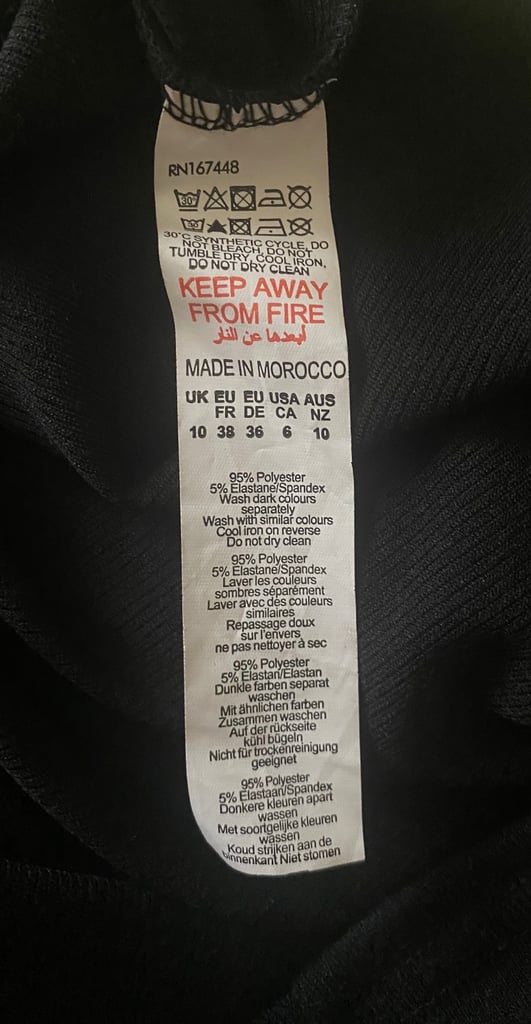 RN167448
30°
30
30°C SYNTHETIC CYCLE, DO
NOT BLEACH, DO NOT
TUMBLE DRY, COOL IRON,
DO NOT DRY CLEAN
KEEP AWAY
FROM FIRE
أبعدها عن النار
MADE IN MOROCCO
UK EU EU USA AUS
FR DE CA NZ
10 38 36 6 10
95% Polyester
5% Elastane/Spandex
Wash dark colours
separately
Wash with similar colours
Cool iron on reverse
Do not dry clean
95% Polyester
5% Elastane/Spandex
Laver les couleurs
sombres séparément
Laver avec des couleurs
similaires
Repassage doux
sur l'envers
ne pas nettoyer à sec
95% Polyester
5% Elastan/Elastan
Dunkle farben separat
waschen
Mit ähnlichen farben
Zusammen waschen
Auf der rückseite
kühl bügeln
Nicht für trockenreinigung
geeignet
95% Polyester
5% Elastaan/Spandex
Donkere kleuren apart
wassen
Met soortgelijke kleuren
wassen
Koud strijken aan de
binnenkant Niet stomen